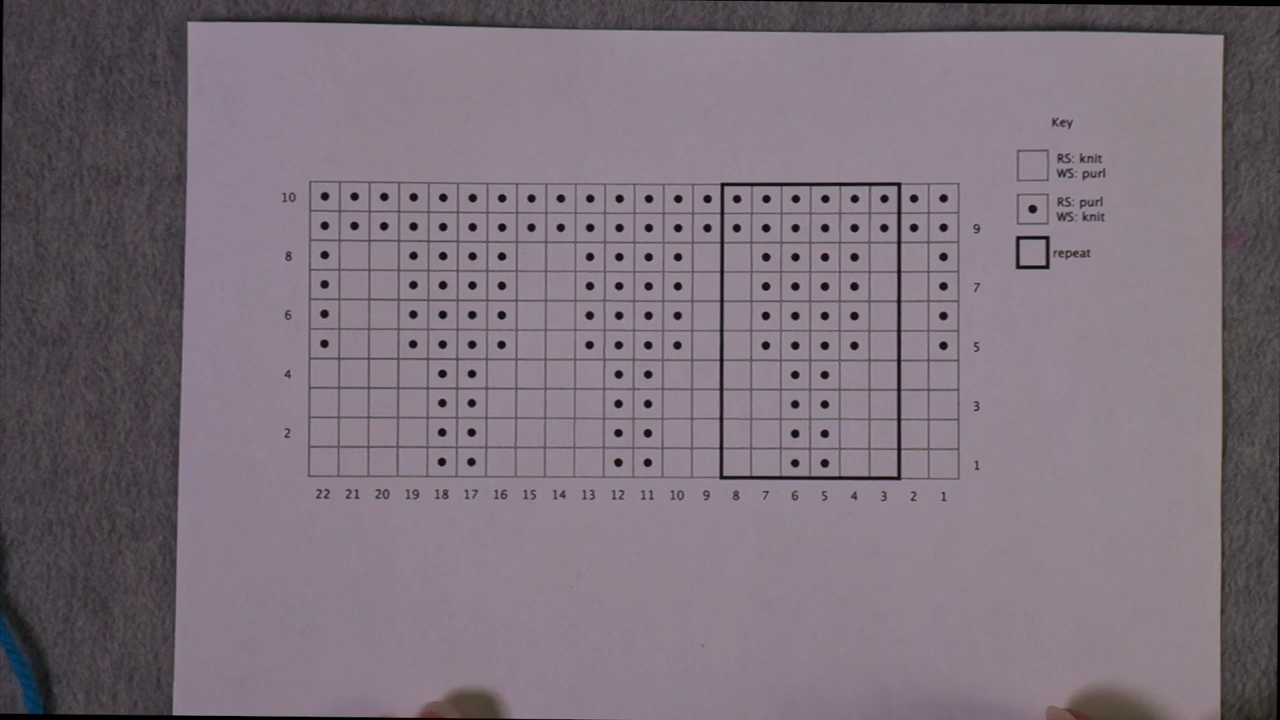 Key
RS: knit
WS: purl
RS: purl
WS: knit
repeat
10
9
8
7
6
5
4
3
2
1
22 21 20 19 18 17 16 15 14 13 12 11 10 9 8 7 6 5 4 3 2 1